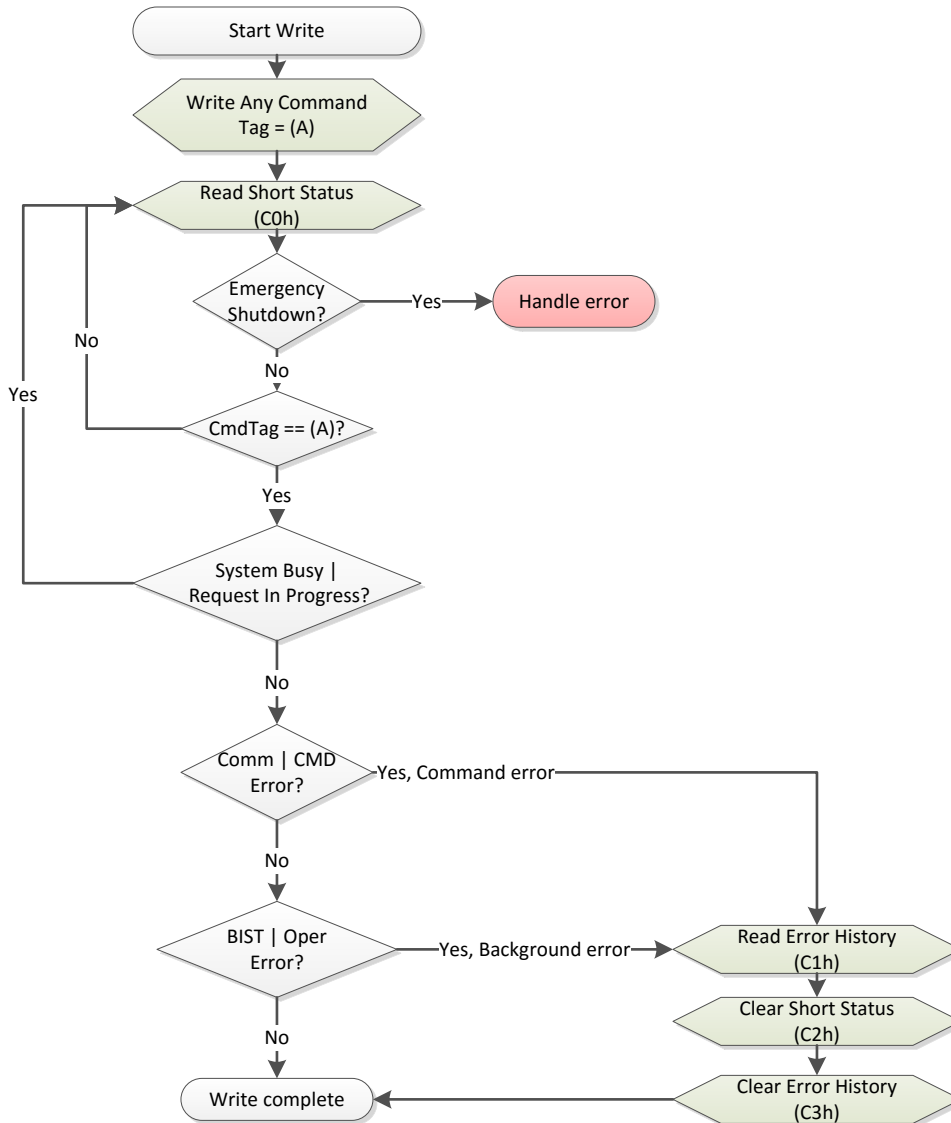 Start Write
Write Any Command
Tag = (A)
Read Short Status
(C0h)
Emergency
Shutdown?
Yes
Handle error
No
No
Yes
CmdTag == (A)?
Yes
System Busy |
Request In Progress?
No
Comm | CMD
Error?
Yes, Command error
No
BIST | Oper
Error?
Yes, Background error
Read Error History
(C1h)
Clear Short Status
(C2h)
No
Write complete
Clear Error History
(C3h)